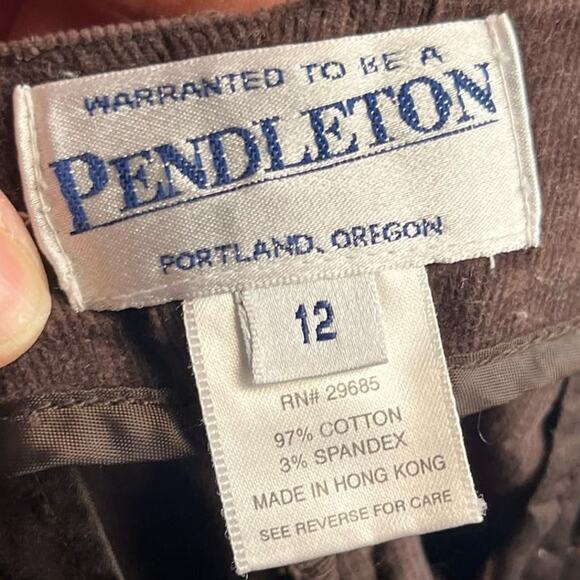 WARRANTED TO BE A
PENDLETON
PORTLAND, OREGON
12
RN# 29685
97% COTTON
3% SPANDEX
MADE IN HONG KONG
SEE REVERSE FOR CARE